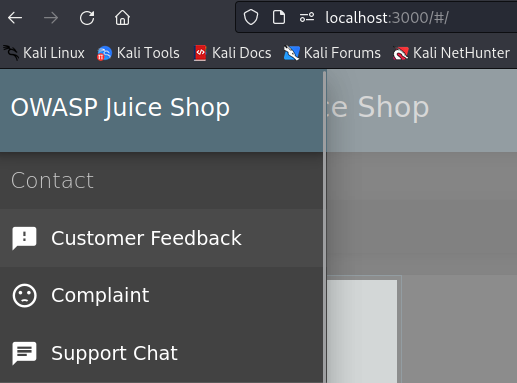 localhost:3000/#/
Kali Linux Kali Tools Kali Docs Kali Forums Kali NetHunter
OWASP Juice Shop
ce Shop
Contact
Customer Feedback
Complaint
Support Chat